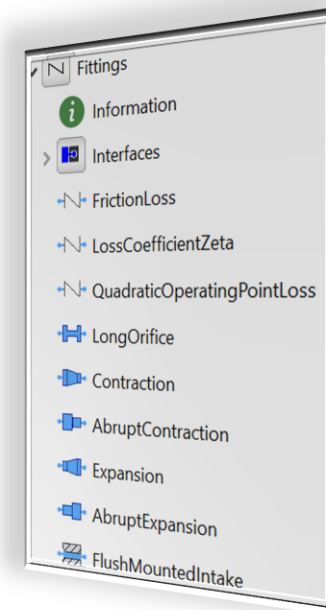 Fittings
Information
Interfaces
FrictionLoss
LossCoefficientZeta
QuadraticOperatingPointLoss
LongOrifice
Contraction
AbruptContraction
Expansion
AbruptExpansion
FlushMountedIntake